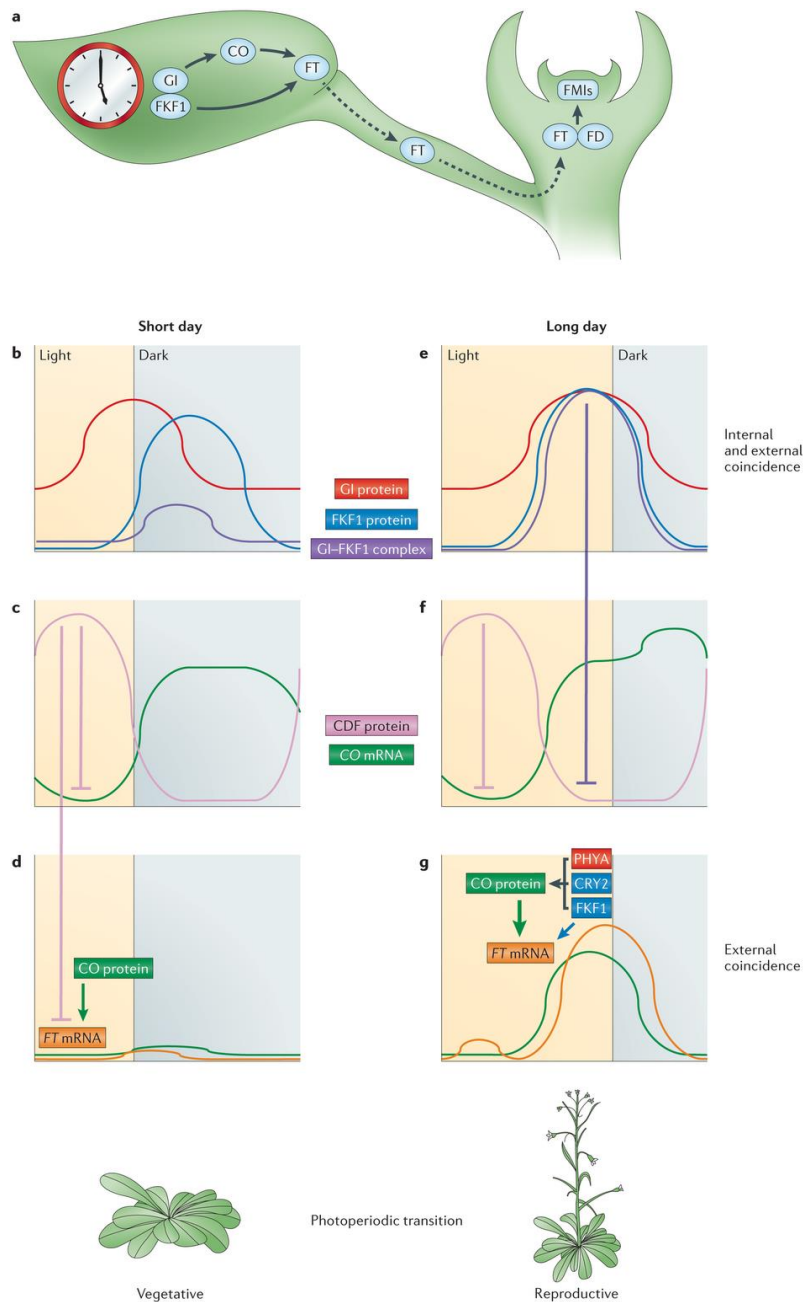 a
CO
GI
FT
FKF1
FT
FMIs
FT
FD
Short day
Long day
b
Light
Dark
e
Light
Dark
Internal
and external
coincidence
GI protein
FKF1 protein
GI–FKF1 complex
c
f
CDF protein
CO mRNA
d
CO protein
FT mRNA
g
PHYA
CO protein
CRY2
FKF1
FT mRNA
External
coincidence
Photoperiodic transition
Vegetative
Reproductive